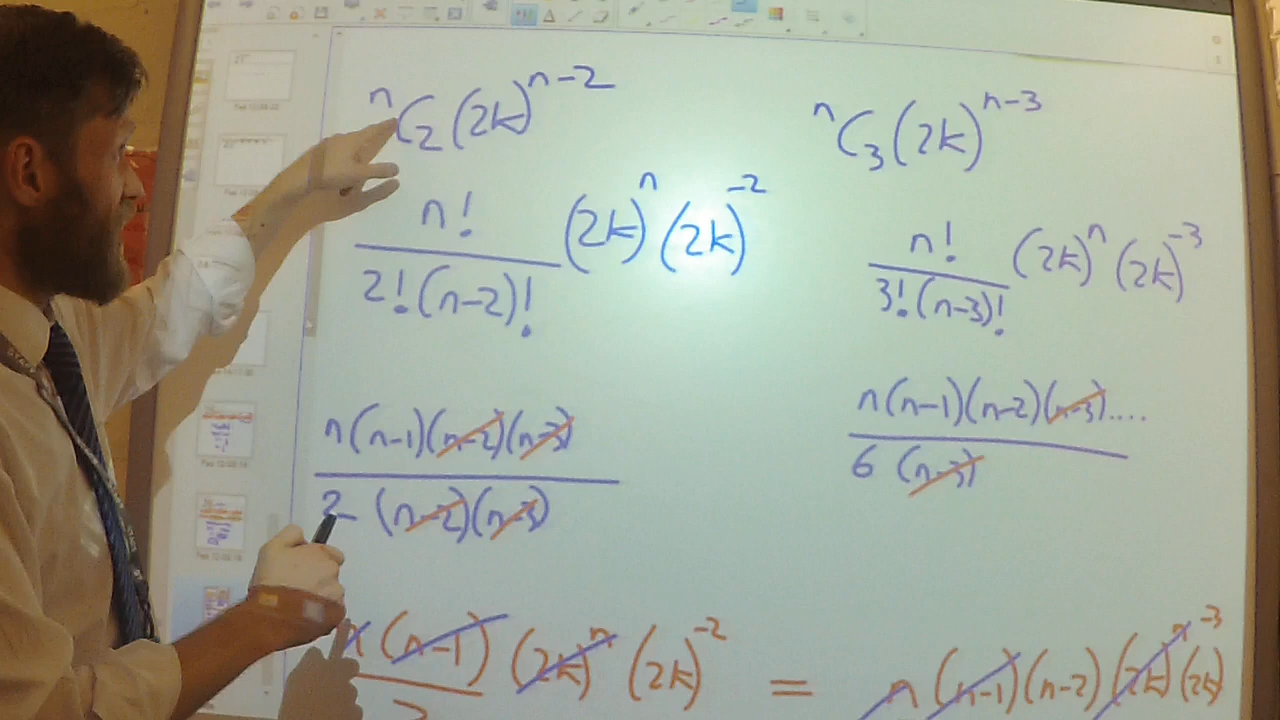 ⁿC₂(2k)ⁿ⁻²
n!/(2!(n-2)!) (2k)ⁿ(2k)⁻²
n(n-1)(n-2)(n-3)
2 (n-2)(n-3)
n(n-1) (2k)ⁿ (2k)⁻² = n(n-1)(n-2)(2k)ⁿ(2k)⁻³
2
ⁿC₃(2k)ⁿ⁻³
n!/(3!(n-3)!) (2k)ⁿ(2k)⁻³
n(n-1)(n-2)(n-3)....
6 (n-3)